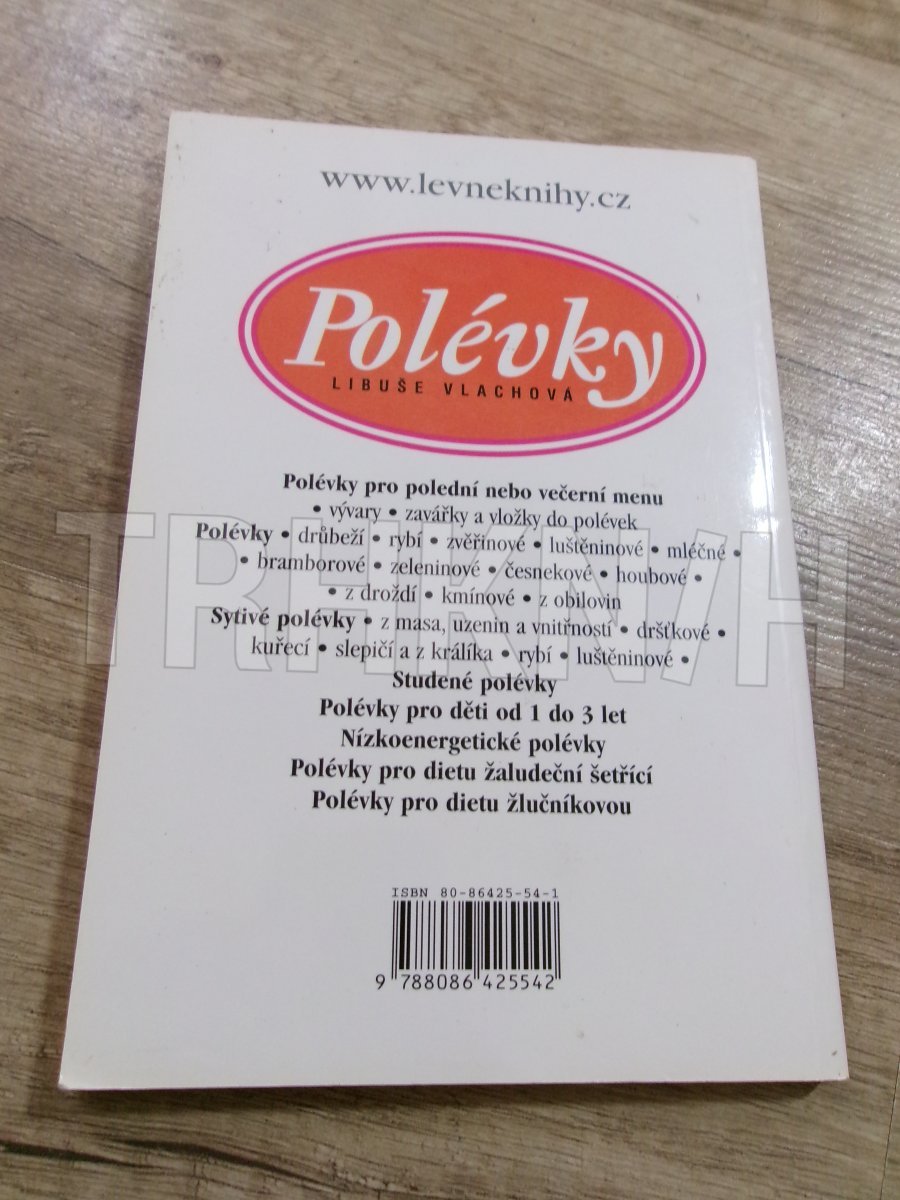 www.levneknihy.cz
Polévky
LIBUŠE VLACHOVÁ
Polévky pro polední nebo večerní menu
• vývary • zavářky a vložky do polévek
Polévky • drůbeží • rybí • zvěřinové • luštěninové • mléčné •
• bramborové • zeleninové • česnekové • houbové •
• z droždí • kmínové • z obilovin
Sytivé polévky • z masa, uzenin a vnitřností • dršťkové •
kuřecí • slepičí a z králíka • rybí • luštěninové •
Studené polévky
Polévky pro děti od 1 do 3 let
Nízkoenergetické polévky
Polévky pro dietu žaludeční šetřící
Polévky pro dietu žlučníkovou
ISBN 80-86425-54-1
9 788086 425542